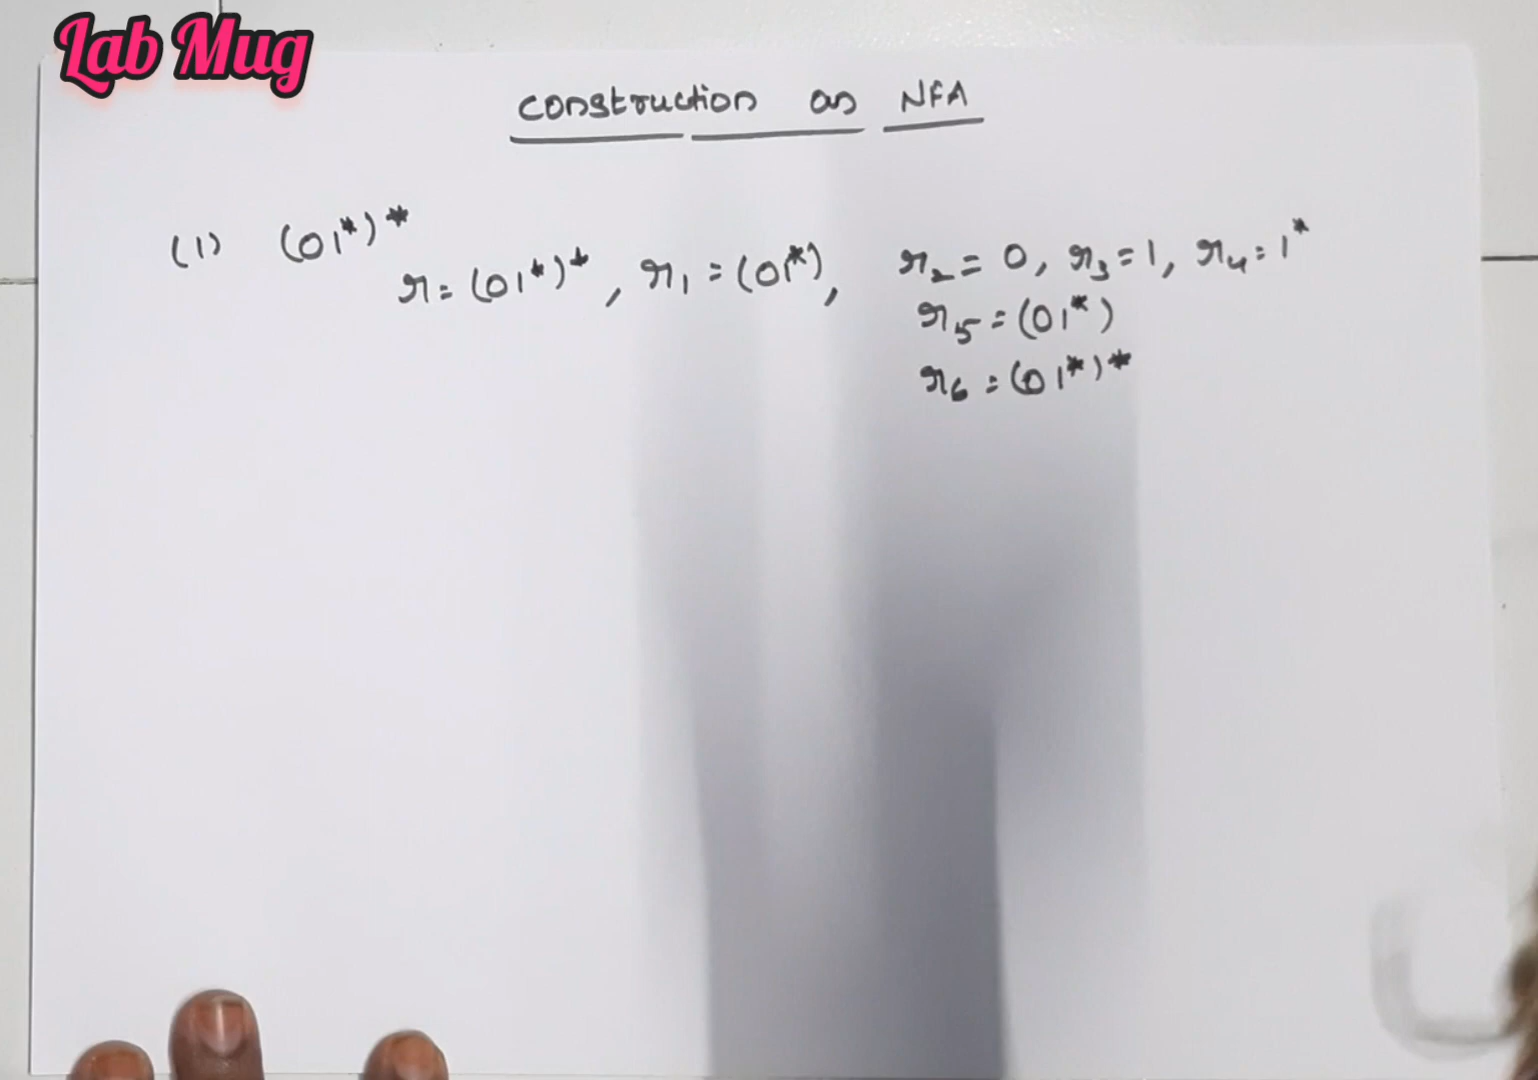 Lab Mug
construction an NFA
(1) (01*)*
r = (01*)*, r₁ = (01*), r₂ = 0, r₃ = 1, r₄ = 1*
r₅ = (01*)
r₆ = (01*)*